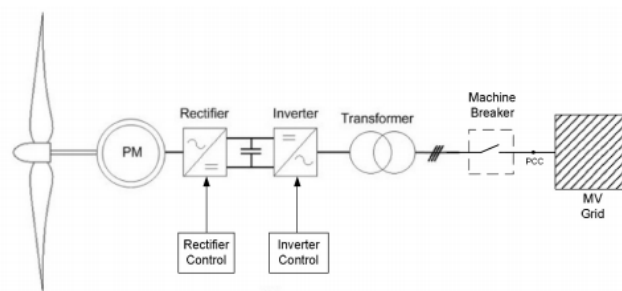 Machine
Breaker
Rectifier
Inverter
Transformer
PM
PCC
MV
Grid
Rectifier
Control
Inverter
Control